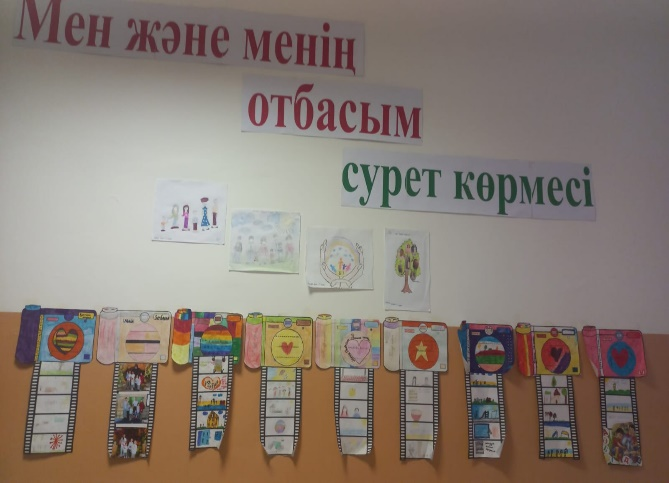 Мен және менің
отбасым
сурет көрмесі